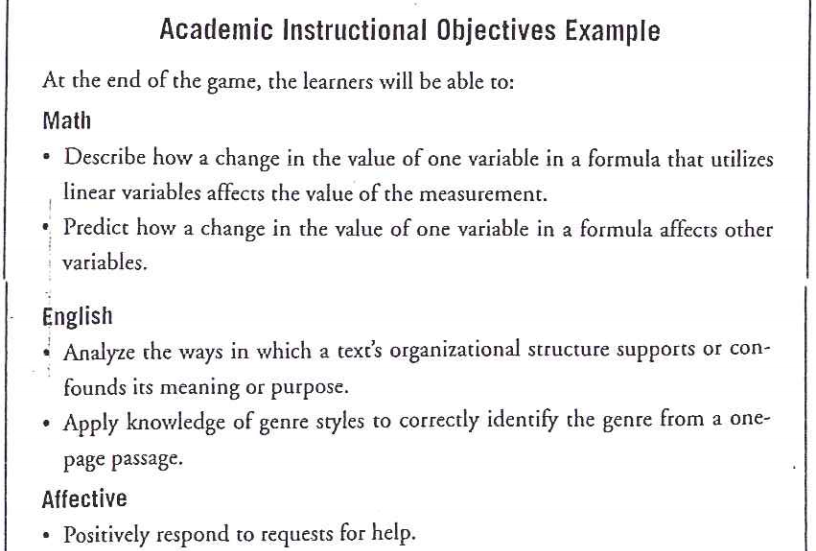 Academic Instructional Objectives Example
At the end of the game, the learners will be able to:
Math
• Describe how a change in the value of one variable in a formula that utilizes
linear variables affects the value of the measurement.
• Predict how a change in the value of one variable in a formula affects other
variables.
English
• Analyze the ways in which a text's organizational structure supports or con-
founds its meaning or purpose.
• Apply knowledge of genre styles to correctly identify the genre from a one-
page passage.
Affective
• Positively respond to requests for help.